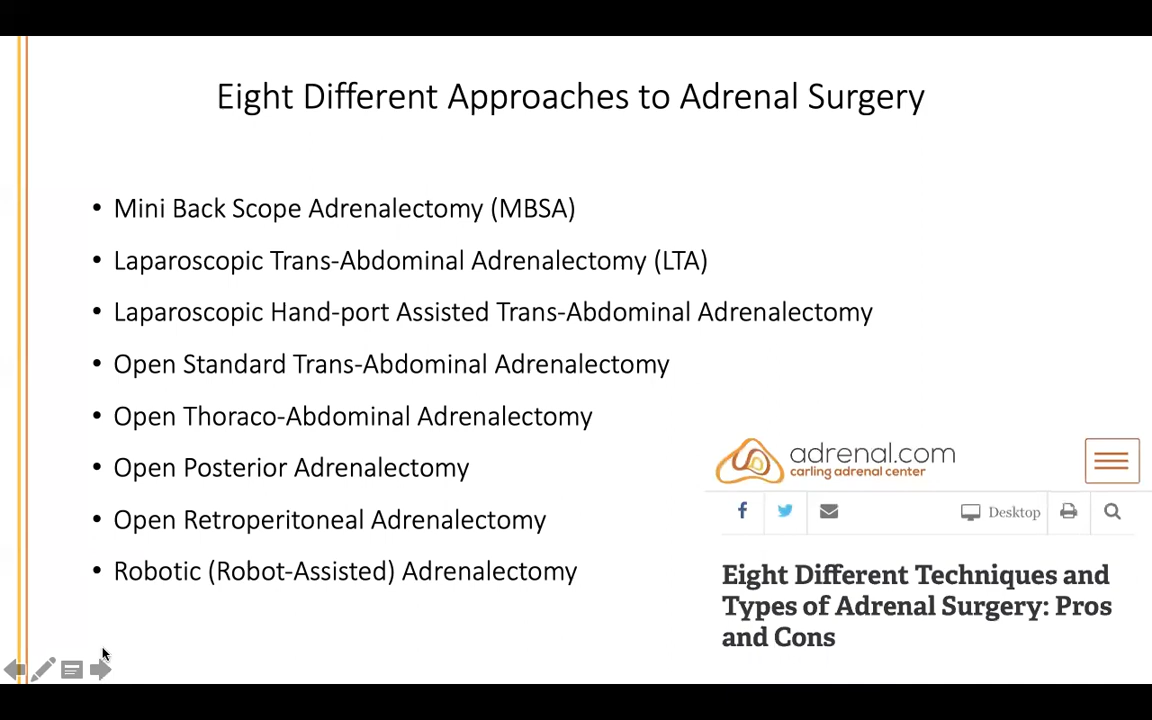 Eight Different Approaches to Adrenal Surgery
• Mini Back Scope Adrenalectomy (MBSA)
• Laparoscopic Trans-Abdominal Adrenalectomy (LTA)
• Laparoscopic Hand-port Assisted Trans-Abdominal Adrenalectomy
• Open Standard Trans-Abdominal Adrenalectomy
• Open Thoraco-Abdominal Adrenalectomy
• Open Posterior Adrenalectomy
• Open Retroperitoneal Adrenalectomy
• Robotic (Robot-Assisted) Adrenalectomy
adrenal.com
carling adrenal center
Desktop
Eight Different Techniques and
Types of Adrenal Surgery: Pros
and Cons